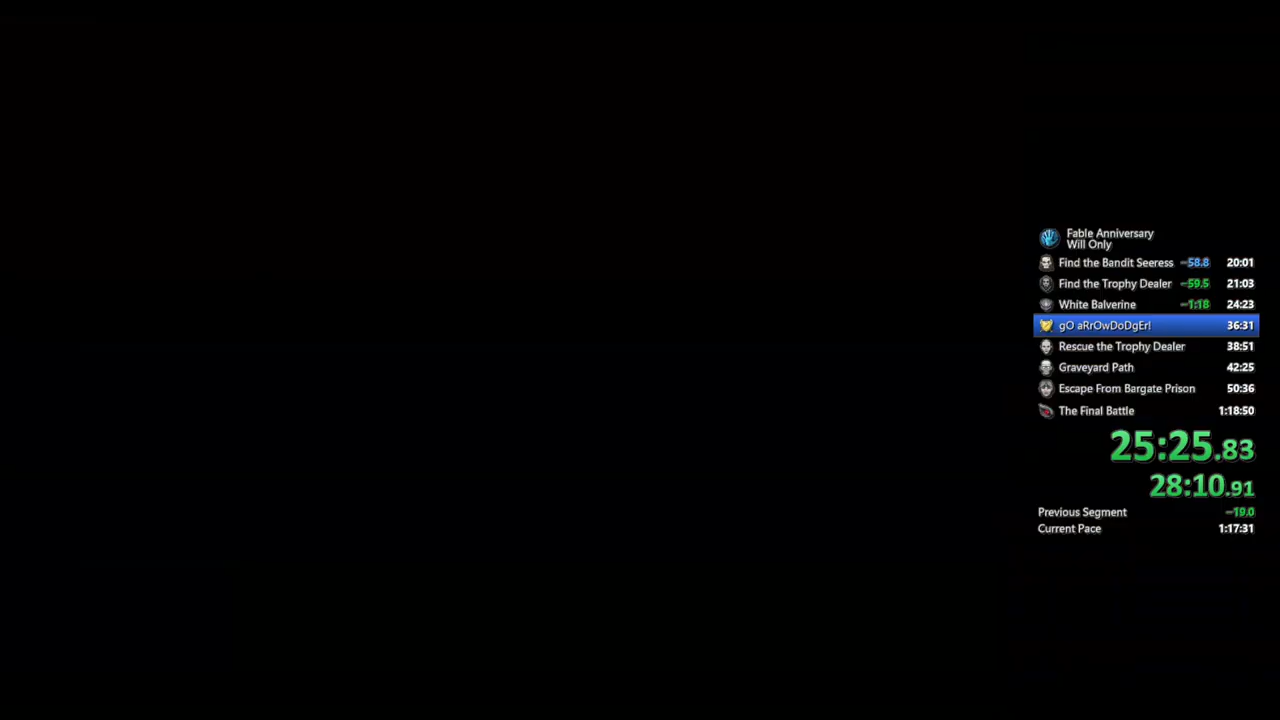 Fable Anniversary
Will Only
Find the Bandit Seeress -58.8 20:01
Find the Trophy Dealer -59.5 21:03
White Balverine -1:18 24:23
gO aRrOwDoDgEr! 36:31
Rescue the Trophy Dealer 38:51
Graveyard Path 42:25
Escape From Bargate Prison 50:36
The Final Battle 1:18:50
25:25.83
28:10.91
Previous Segment -19.0
Current Pace 1:17:31